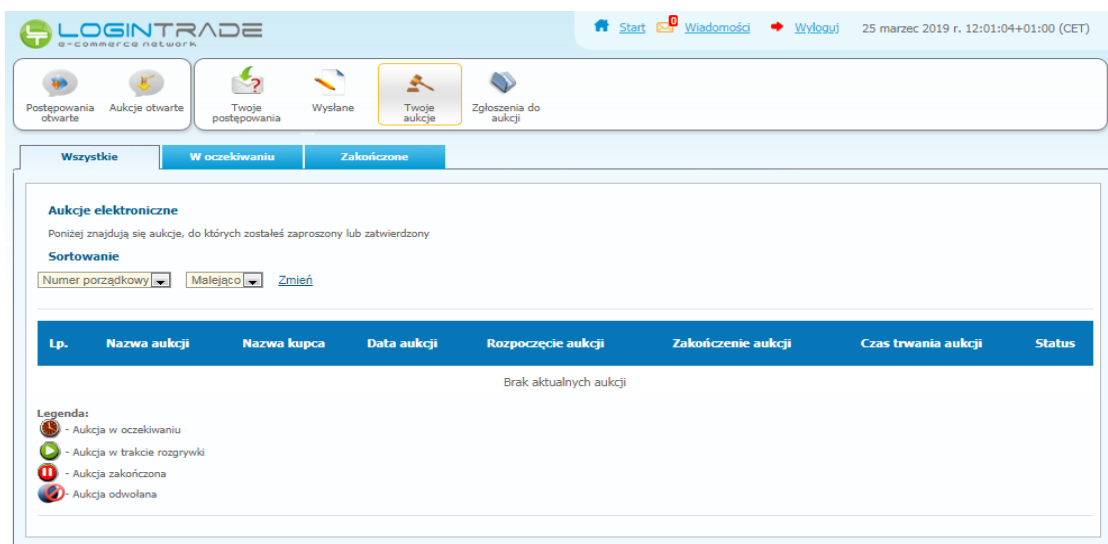 LOGINTRADE
e-commerce network
Start 0 Wiadomości Wyloguj 25 marzec 2019 r. 12:01:04+01:00 (CET)
Postępowania otwarte
Aukcje otwarte
Twoje postępowania
Wysłane
Twoje aukcje
Zgłoszenia do aukcji
Wszystkie W oczekiwaniu Zakończone
Aukcje elektroniczne
Poniżej znajdują się aukcje, do których zostałeś zaproszony lub zatwierdzony
Sortowanie
Numer porządkowy Malejąco Zmień
Lp. Nazwa aukcji Nazwa kupca Data aukcji Rozpoczęcie aukcji Zakończenie aukcji Czas trwania aukcji Status
Brak aktualnych aukcji
Legenda:
- Aukcja w oczekiwaniu
- Aukcja w trakcie rozgrywki
- Aukcja zakończona
- Aukcja odwołana